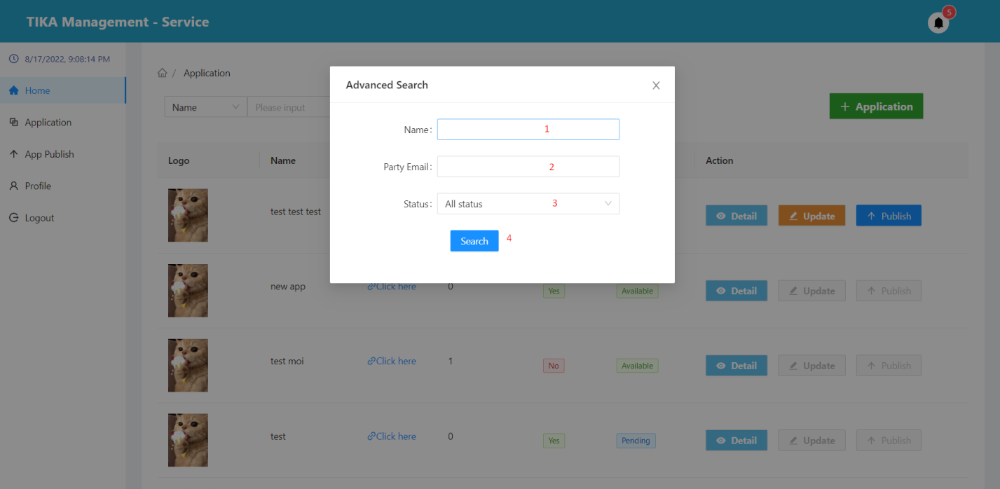 TIKA Management - Service
5
8/17/2022, 9:08:14 PM
Home
Application
App Publish
Profile
Logout
/ Application
Name Please input
+ Application
Advanced Search
Name: 1
Party Email: 2
Status: All status 3
Search 4
Logo Name Action
test test test Detail Update Publish
new app Click here 0 Yes Available Detail Update Publish
test moi Click here 1 No Available Detail Update Publish
test Click here 0 Yes Pending Detail Update Publish